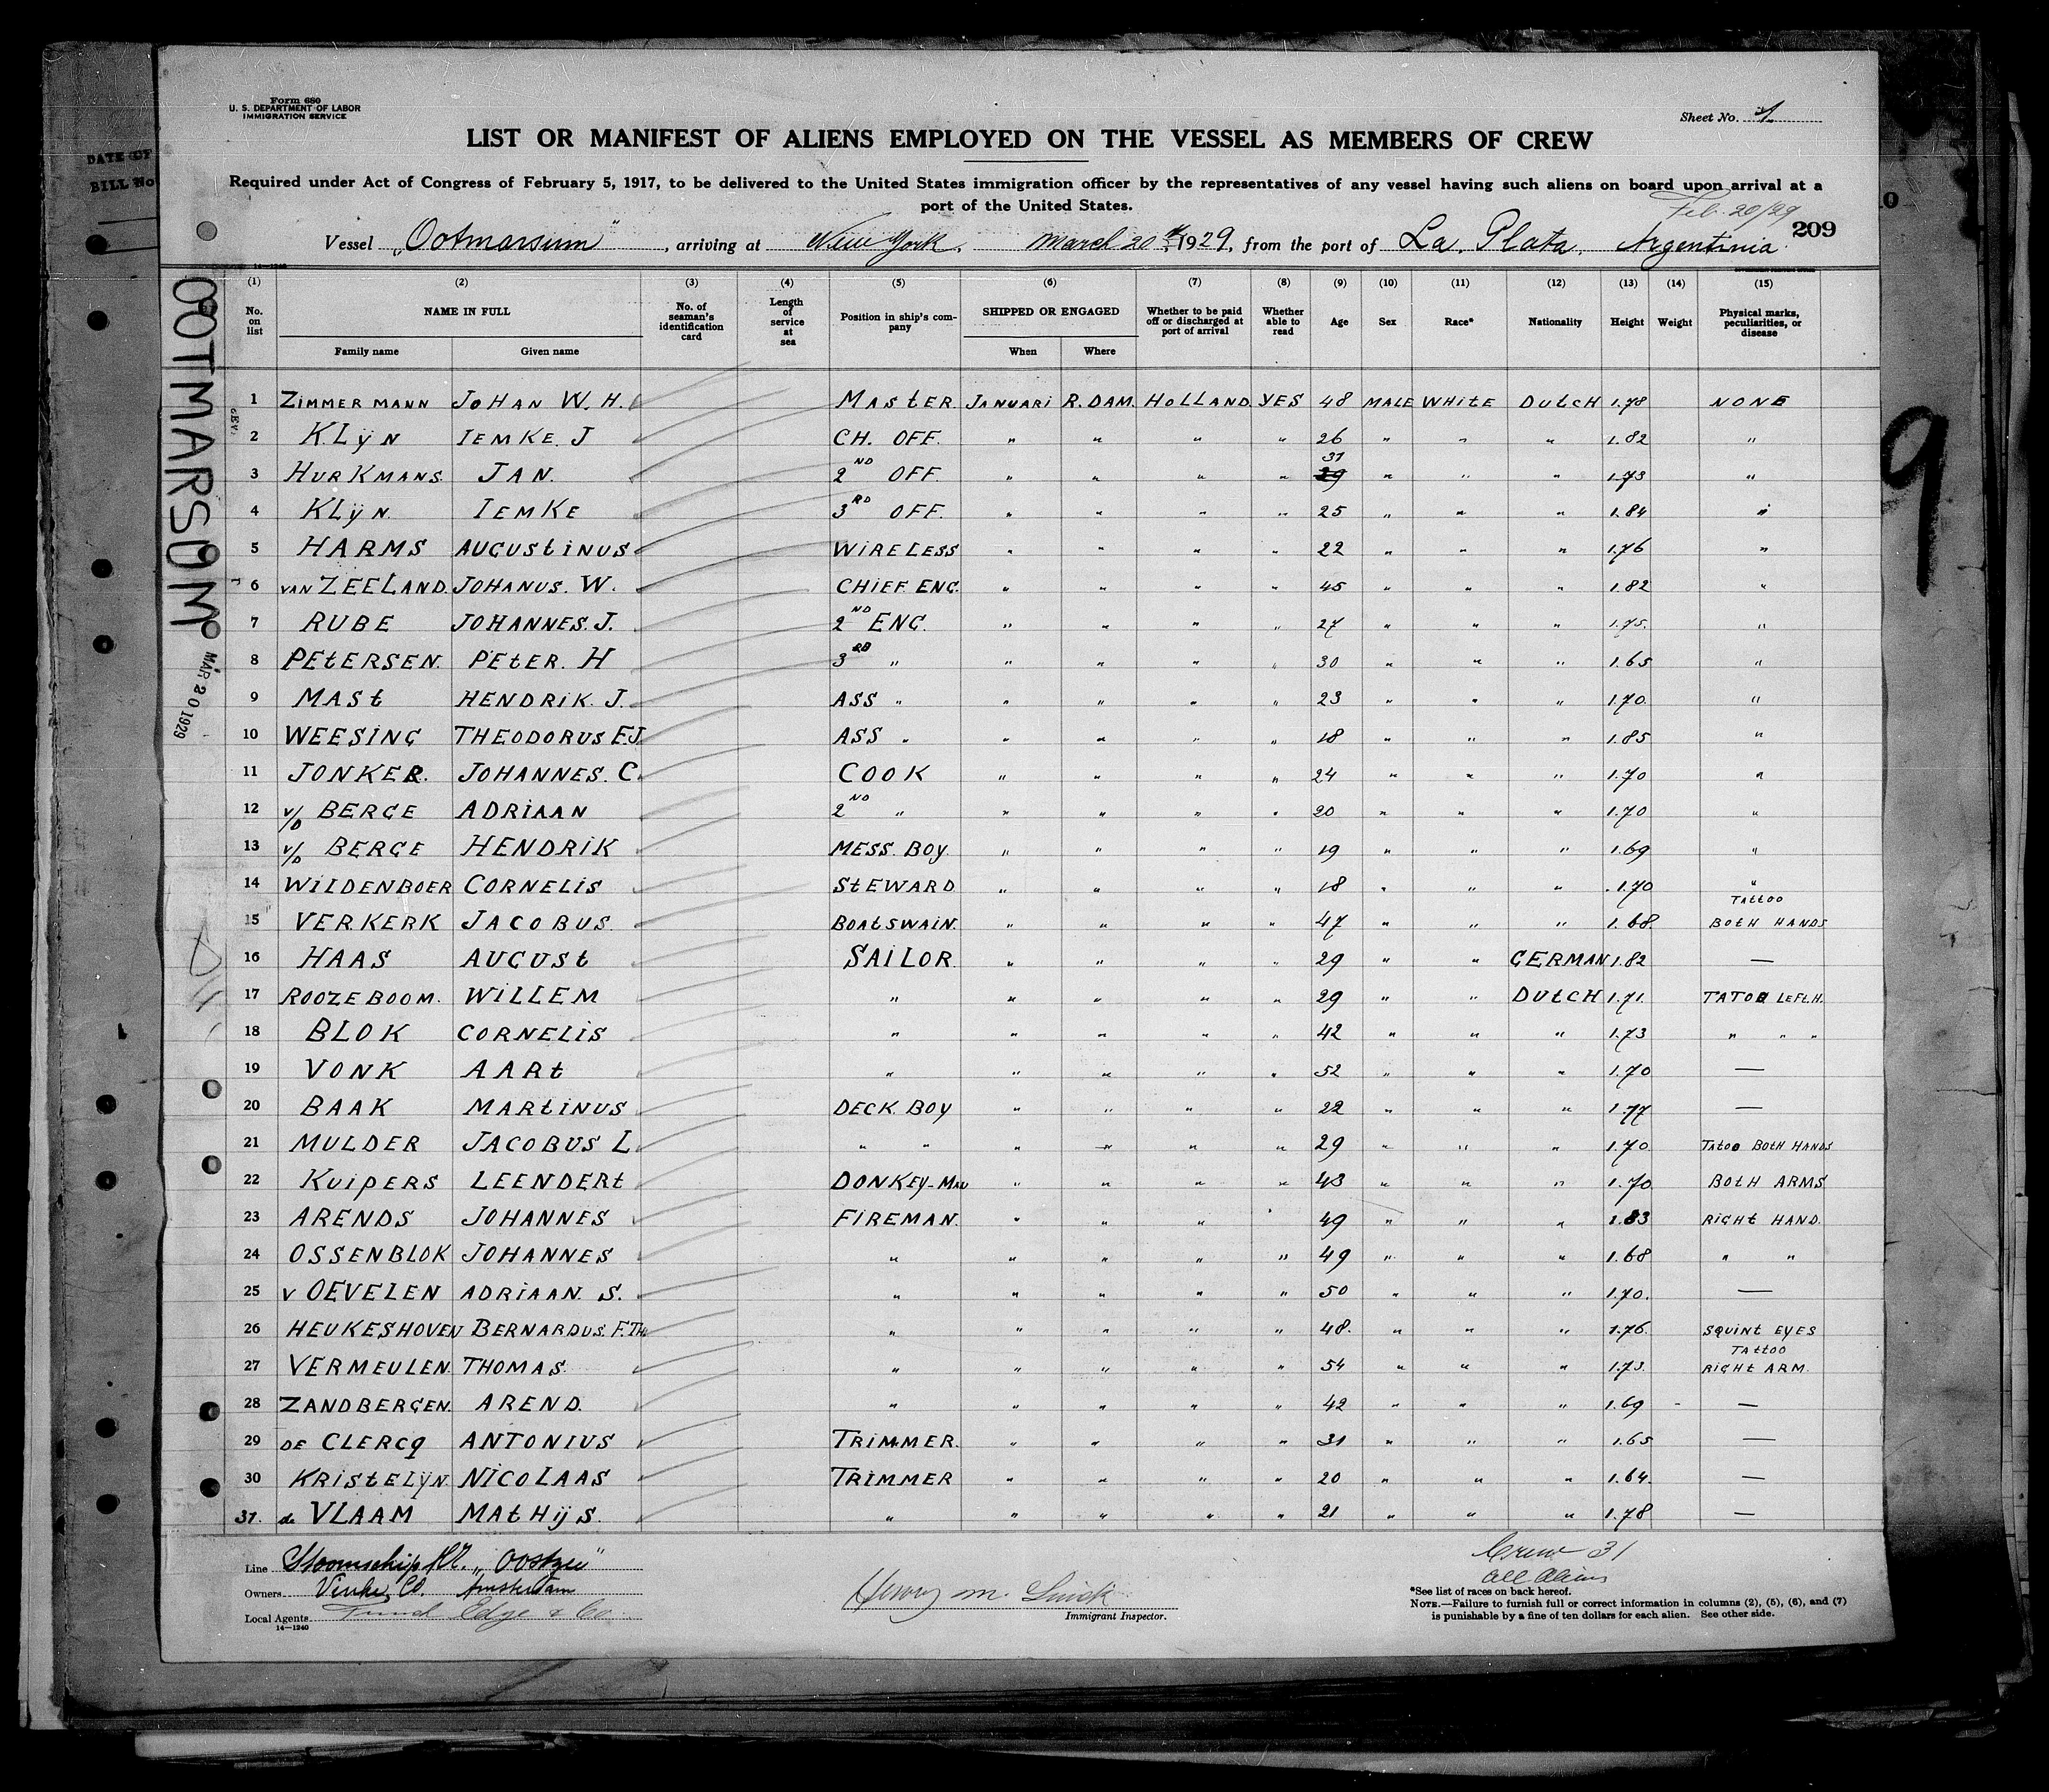 Form 680
U. S. DEPARTMENT OF LABOR
IMMIGRATION SERVICE
Sheet No. 1
LIST OR MANIFEST OF ALIENS EMPLOYED ON THE VESSEL AS MEMBERS OF CREW
Required under Act of Congress of February 5, 1917, to be delivered to the United States immigration officer by the representatives of any vessel having such aliens on board upon arrival at a
port of the United States.
Feb. 20/29
209
Vessel „Ootmarsum" , arriving at New York, March 20th, 1929, from the port of La Plata, Argentinia
(1) (2) (3) (4) (5) (6) (7) (8) (9) (10) (11) (12) (13) (14) (15)
No. on list NAME IN FULL No. of seaman's identification card Length of service at sea Position in ship's company SHIPPED OR ENGAGED Whether to be paid off or discharged at port of arrival Whether able to read Age Sex Race* Nationality Height Weight Physical marks, peculiarities, or disease
Family name Given name When Where
1 ZIMMERMANN JOHAN W. H. MASTER JANUARI R.DAM. HOLLAND YES 48 MALE WHITE DUTCH 1.78 NONE
2 KLŸN IEMKE. J CH. OFF. " " " " 26 " " " 1.82 "
3 HURKMANS JAN. 2ND OFF. " " " " 29 31 " " " 1.73 "
4 KLŸN IEMKE 3RD OFF. " " " " 25 " " " 1.84 "
5 HARMS AUGUSTINUS WIRELESS " " " " 22 " " " 1.76 "
6 VAN ZEELAND. JOHANUS. W. CHIEF ENG. " " " " 45 " " " 1.82 "
7 RUBE JOHANNES. J. 2ND ENG. " " " " 27 " " " 1.75. "
8 PETERSEN. PETER. H 3RD " " " " " 30 " " " 1.65 "
9 MAST HENDRIK. J. ASS " " " " " 23 " " " 1.70. "
10 WEESING THEODORUS F.J. ASS " " " " " 18 " " " 1.85 "
11 JONKER. JOHANNES. C. COOK " " " " 24 " " " 1.70 "
12 v/D BERGE ADRIAAN 2ND " " " " " 20 " " " 1.70 "
13 v/D BERGE HENDRIK MESS. BOY. " " " " 19 " " " 1.69 "
14 WILDENBOER CORNELIS STEWARD " " " " 18 " " " 1.70 "
15 VERKERK JACOBUS. BOATSWAIN. " " " " 47 " " " 1.68. TATTOO BOTH HANDS
16 HAAS AUGUST SAILOR. " " " " 29 " " GERMAN 1.82 —
17 ROOZEBOOM. WILLEM " " " " " 29 " " DUTCH 1.71. TATOO LEFT.H.
18 BLOK CORNELIS " " " " " 42 " " " 1.73 " " "
19 VONK AART " " " " " 52 " " " 1.70 —
20 BAAK MARTINUS DECK BOY " " " " 22 " " " 1.77 —
21 MULDER JACOBUS L. " " " " " " 29 " " " 1.70 TATOO BOTH HANDS
22 KUIPERS LEENDERT DONKEY-MAN " " " " 43 " " " 1.70 BOTH ARMS
23 ARENDS JOHANNES FIREMAN. " " " " 49 " " " 1.83 RIGHT HAND.
24 OSSENBLOK JOHANNES " " " " " 49 " " " 1.68 " "
25 V OEVELEN ADRIAAN. S. " " " " " 50 " " " 1.70. —
26 HEUKESHOVEN BERNARDUS. F.TH. " " " " " 48. " " " 1.76. SQUINT EYES
27 VERMEULEN. THOMAS. " " " " " 54 " " " 1.73. TATTOO RIGHT ARM.
28 ZANDBERGEN. AREND. " " " " " 42 " " " 1.69 —
29 DE CLERCQ ANTONIUS TRIMMER. " " " " 31 " " " 1.65 —
30 KRISTELŸN. NICOLAAS TRIMMER " " " " 20 " " " 1.64. —
31. de VLAAM MATHIJS. " " " " " 21 " " " 1.78 —
Line Stoomschip Mij. „Oostzee"
Owners Vinke Co. Amsterdam
Local Agents Funch Edge & Co.
14—1240
Immigrant Inspector.
Crew 31
all Aliens
*See list of races on back hereof.
NOTE.—Failure to furnish full or correct information in columns (2), (5), (6), and (7)
is punishable by a fine of ten dollars for each alien. See other side.
OOTMARSUM
MAR 20 1929
DATE OF
BILL No
9